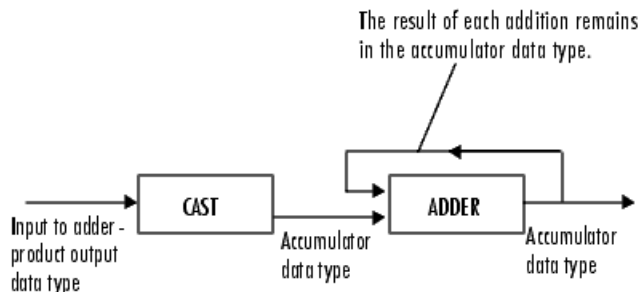 The result of each addition remains
in the accumulator data type.
CAST
ADDER
Input to adder -
product output
data type
Accumulator
data type
Accumulator
data type